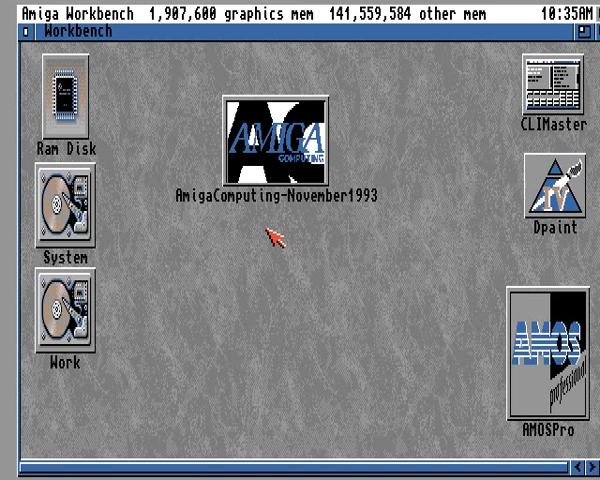 Amiga Workbench 1,907,600 graphics mem 141,559,584 other mem 10:35AM
Workbench
Ram Disk
System
Work
AMIGA
COMPUTING
AmigaComputing-November1993
CLIMaster
IV
Dpaint
AMOS
professional
AMOSPro